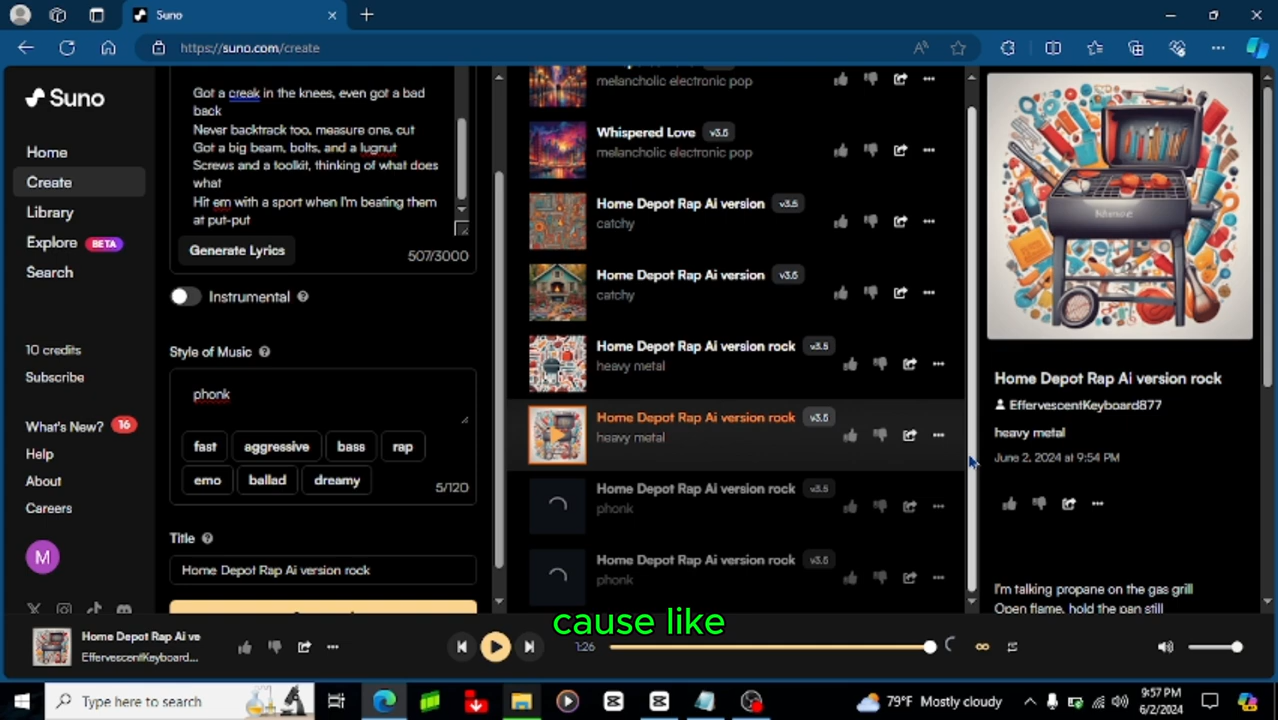 Suno
https://suno.com/create
Suno
Home
Create
Library
Explore BETA
Search
10 credits
Subscribe
What's New? 16
Help
About
Careers
M
Got a creak in the knees, even got a bad
back
Never backtrack too, measure one, cut
Got a big beam, bolts, and a lugnut
Screws and a toolkit, thinking of what does
what
Hit em with a sport when I'm beating them
at put-put
Generate Lyrics
507/3000
Instrumental
Style of Music
phonk
fast
aggressive
bass
rap
emo
ballad
dreamy
5/120
Title
Home Depot Rap Ai version rock
melancholic electronic pop
Whispered Love v3.5
melancholic electronic pop
Home Depot Rap Ai version v3.5
catchy
Home Depot Rap Ai version v3.5
catchy
Home Depot Rap Ai version rock v3.5
heavy metal
Home Depot Rap Ai version rock v3.5
heavy metal
Home Depot Rap Ai version rock v3.5
phonk
Home Depot Rap Ai version rock v3.5
phonk
Home Depot Rap Ai version rock
EffervescentKeyboard877
heavy metal
June 2, 2024 at 9:54 PM
I'm talking propane on the gas grill
Open flame, hold the pan still
cause like
Home Depot Rap Ai ve
EffervescentKeyboard...
1:26
Type here to search
79°F Mostly cloudy
9:57 PM
6/2/2024